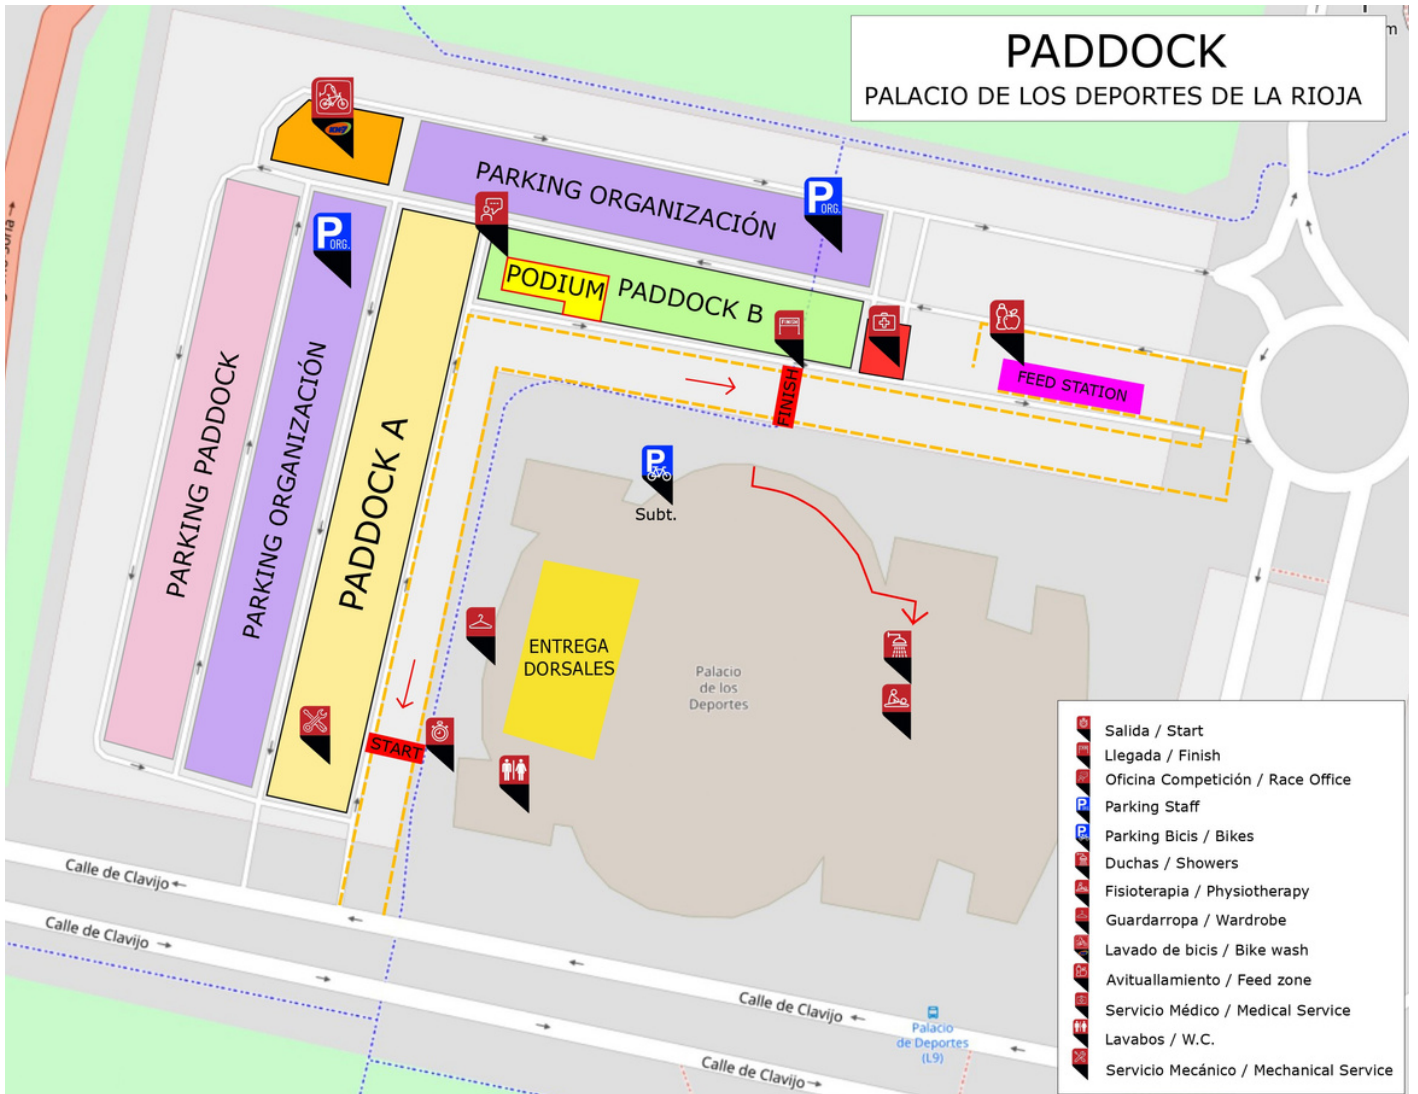 PADDOCK
PALACIO DE LOS DEPORTES DE LA RIOJA
m
PARKING ORGANIZACIÓN
P
ORG.
P
ORG.
PODIUM
PADDOCK B
FINISH
FEED STATION
FINISH
PARKING PADDOCK
PARKING ORGANIZACIÓN
PADDOCK A
P
Subt.
ENTREGA
DORSALES
Palacio
de los
Deportes
START
Calle de Clavijo
Calle de Clavijo
Calle de Clavijo
Calle de Clavijo
Palacio
de Deportes
(L9)
Salida / Start
Llegada / Finish
Oficina Competición / Race Office
Parking Staff
Parking Bicis / Bikes
Duchas / Showers
Fisioterapia / Physiotherapy
Guardarropa / Wardrobe
Lavado de bicis / Bike wash
Avituallamiento / Feed zone
Servicio Médico / Medical Service
Lavabos / W.C.
Servicio Mecánico / Mechanical Service